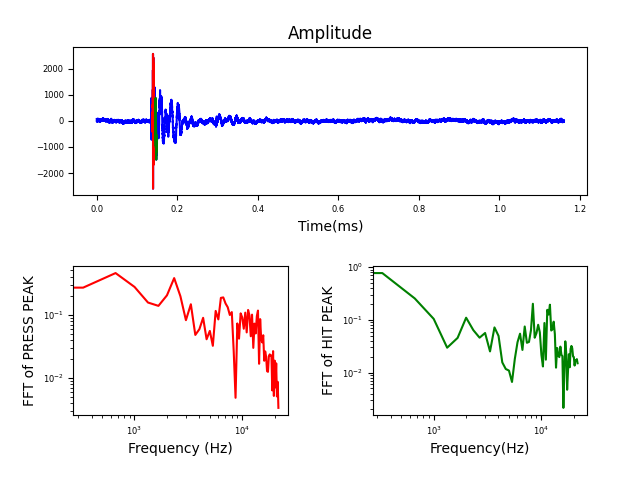 Amplitude
2000
1000
0
−1000
−2000
0.0 0.2 0.4 0.6 0.8 1.0 1.2
Time(ms)
FFT of PRESS PEAK
10⁻¹
10⁻²
10³ 10⁴
Frequency (Hz)
FFT of HIT PEAK
10⁰
10⁻¹
10⁻²
10³ 10⁴
Frequency(Hz)